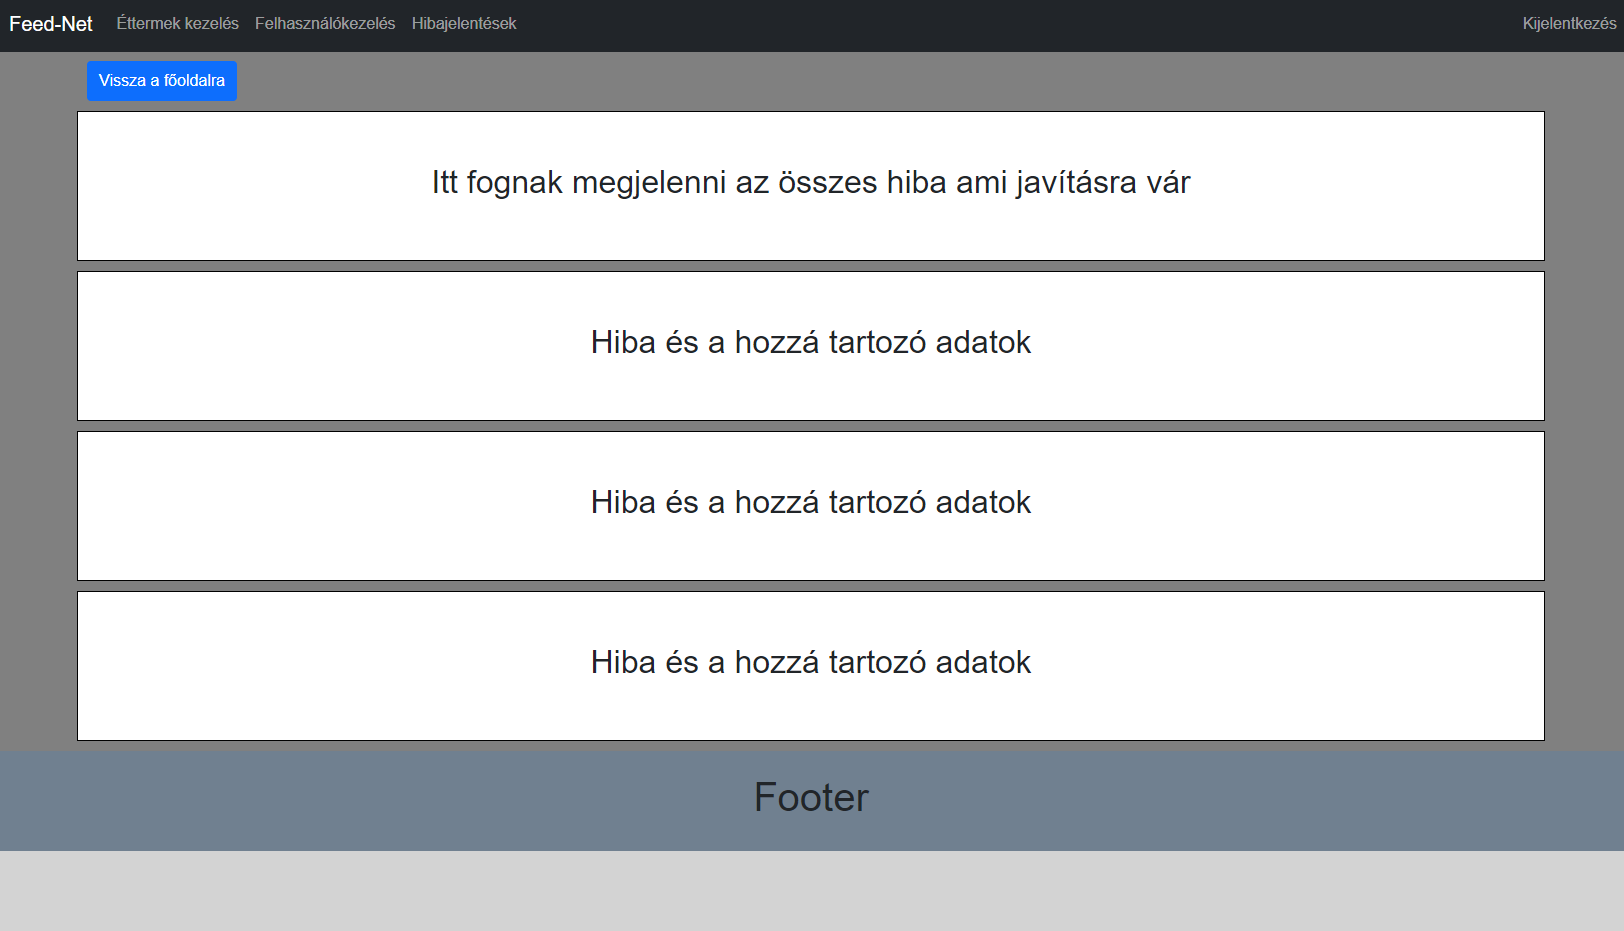 Feed-Net Éttermek kezelés Felhasználókezelés Hibajelentések Kijelentkezés
Vissza a főoldalra
Itt fognak megjelenni az összes hiba ami javításra vár
Hiba és a hozzá tartozó adatok
Hiba és a hozzá tartozó adatok
Hiba és a hozzá tartozó adatok
Footer